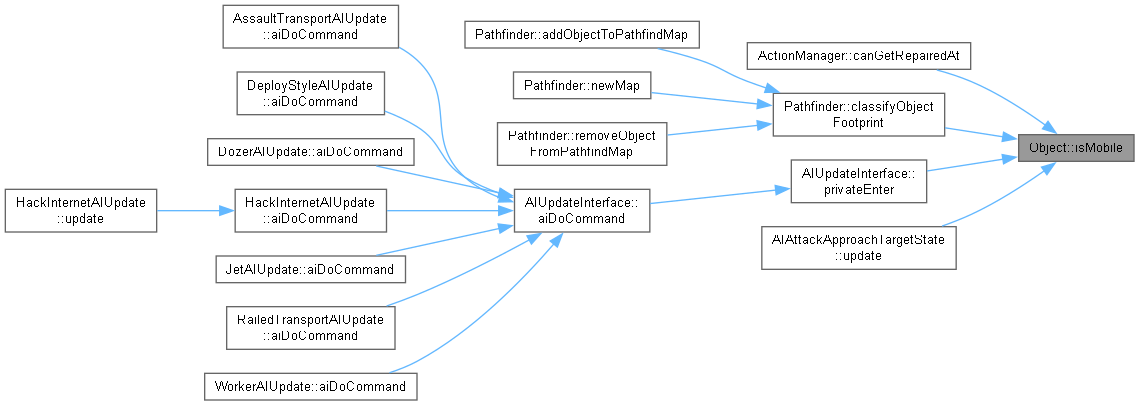 AssaultTransportAIUpdate
::aiDoCommand
DeployStyleAIUpdate
::aiDoCommand
DozerAIUpdate::aiDoCommand
HackInternetAIUpdate
::update
HackInternetAIUpdate
::aiDoCommand
JetAIUpdate::aiDoCommand
RailedTransportAIUpdate
::aiDoCommand
WorkerAIUpdate::aiDoCommand
AIUpdateInterface::
aiDoCommand
Pathfinder::addObjectToPathfindMap
Pathfinder::newMap
Pathfinder::removeObject
FromPathfindMap
ActionManager::canGetRepairedAt
Pathfinder::classifyObject
Footprint
AIUpdateInterface::
privateEnter
AIAttackApproachTargetState
::update
Object::isMobile